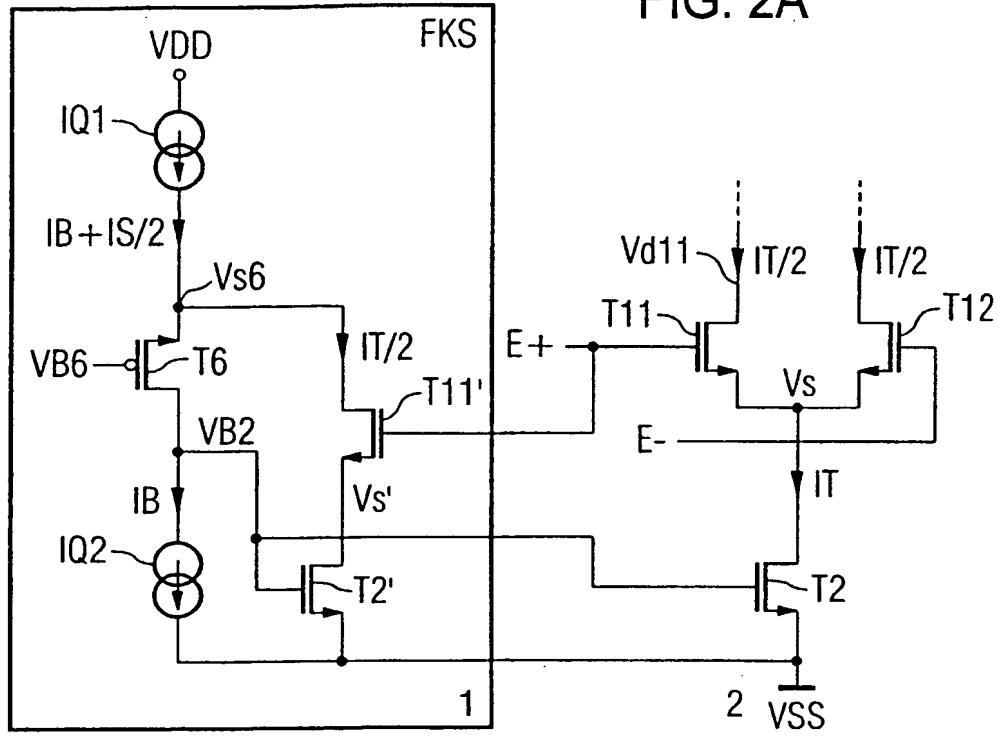 FIG. 2A
FKS
VDD
IQ1
IB+IS/2
Vs6
IT/2
VB6
T6
T11'
VB2
IB
Vs'
IQ2
T2'
1
Vd11
IT/2
IT/2
T11
T12
E+
Vs
E-
IT
T2
2
VSS